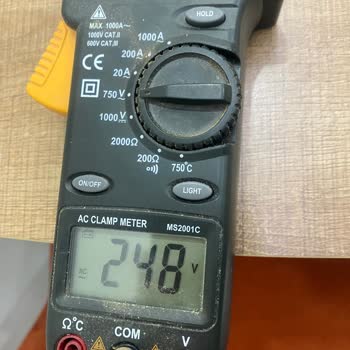 MAX 1000A~
1000V CAT.II
600V CAT.III
HOLD
1000A
200A
20A
750V
1000V
2000Ω
200Ω
750°C
CE
ON/OFF
LIGHT
AC CLAMP METER MS2001C
AC
248 V
Ω°C
COM
V